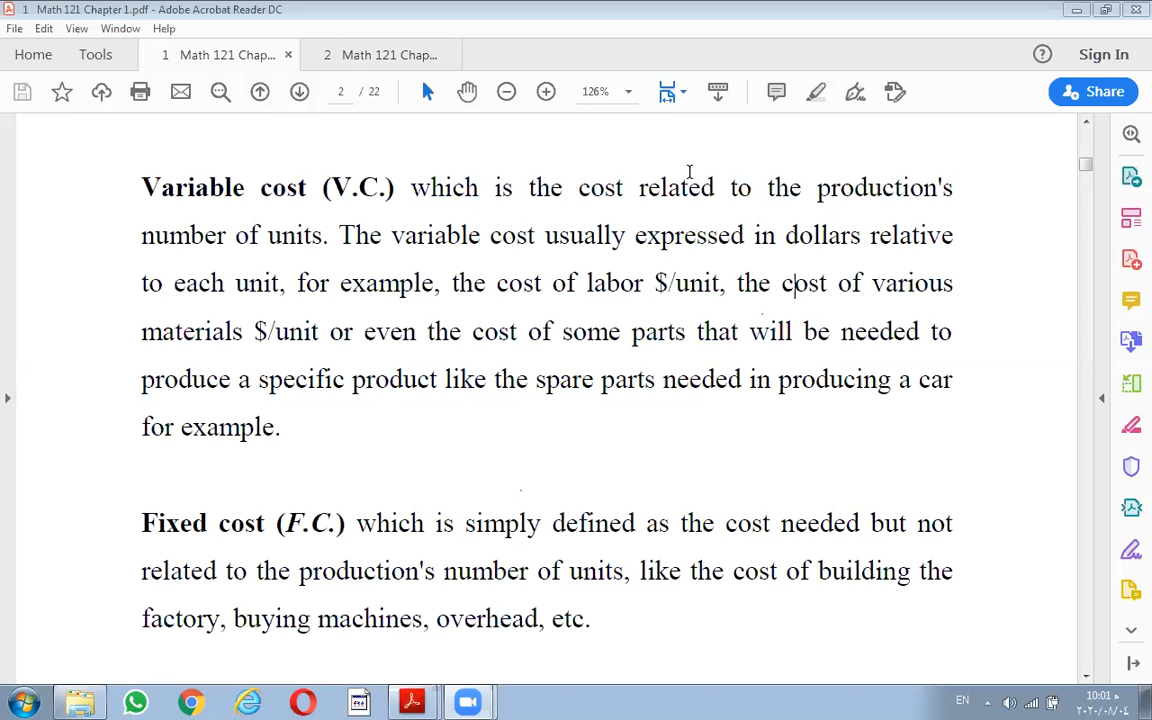 1 Math 121 Chapter 1.pdf - Adobe Acrobat Reader DC
File Edit View Window Help
Home Tools 1 Math 121 Chap... × 2 Math 121 Chap... Sign In
2 / 22 126% Share
Variable cost (V.C.) which is the cost related to the production's
number of units. The variable cost usually expressed in dollars relative
to each unit, for example, the cost of labor $/unit, the cost of various
materials $/unit or even the cost of some parts that will be needed to
produce a specific product like the spare parts needed in producing a car
for example.
Fixed cost (F.C.) which is simply defined as the cost needed but not
related to the production's number of units, like the cost of building the
factory, buying machines, overhead, etc.
EN 10:01 م
٢٠٢٠/٠٨/٠٤